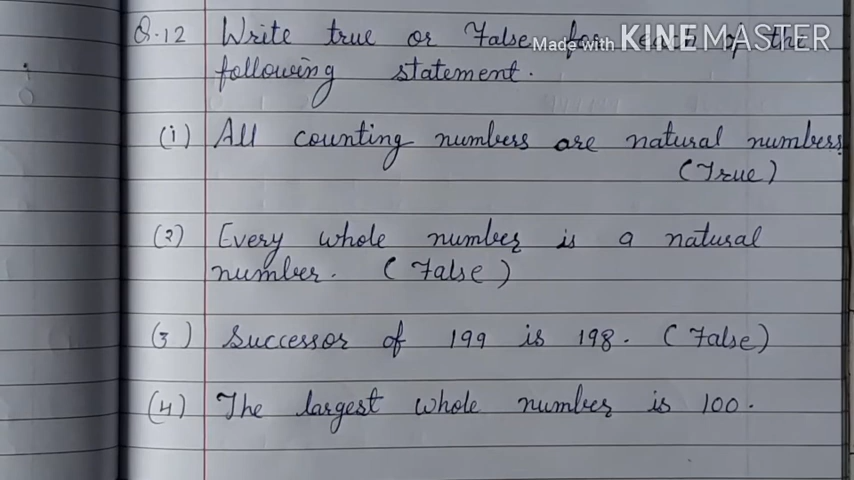 Q.12 Write true or False for each of the
Made with KINEMASTER
following statement.
(1) All counting numbers are natural numbers.
(True)
(2) Every whole number is a natural
number. (False)
(3) Successor of 199 is 198. (False)
(4) The largest whole number is 100.